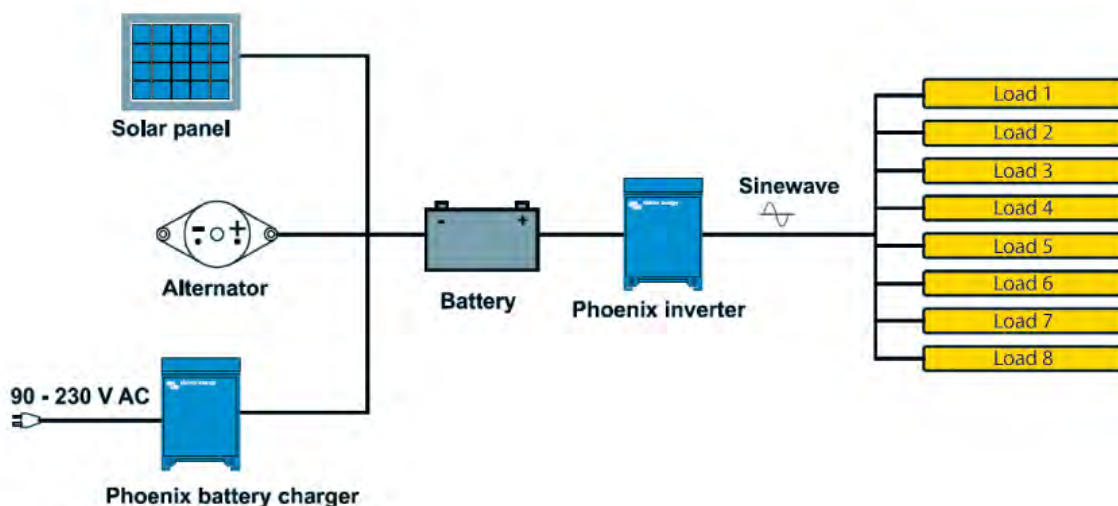 Solar panel
Alternator
90 - 230 V AC
Phoenix battery charger
-
+
-
+
Battery
Phoenix inverter
Sinewave
Load 1
Load 2
Load 3
Load 4
Load 5
Load 6
Load 7
Load 8